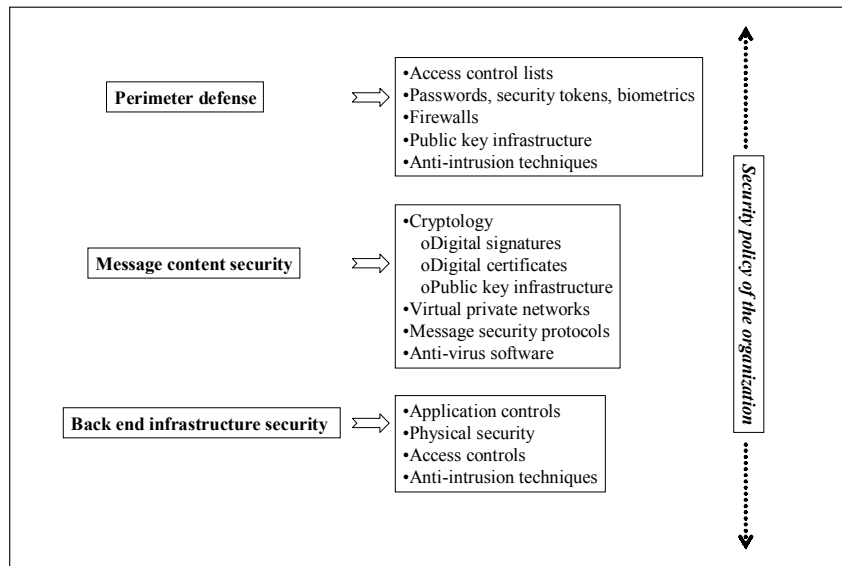 Perimeter defense
•Access control lists
•Passwords, security tokens, biometrics
•Firewalls
•Public key infrastructure
•Anti-intrusion techniques
Message content security
•Cryptology
oDigital signatures
oDigital certificates
oPublic key infrastructure
•Virtual private networks
•Message security protocols
•Anti-virus software
Back end infrastructure security
•Application controls
•Physical security
•Access controls
•Anti-intrusion techniques
Security policy of the organization